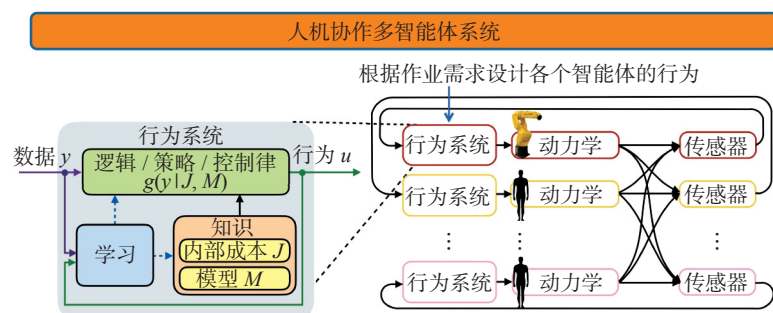 人机协作多智能体系统
根据作业需求设计各个智能体的行为
行为系统
数据 y
逻辑 / 策略 / 控制律
g(y|J, M)
行为 u
学习
知识
内部成本 J
模型 M
行为系统
动力学
传感器
行为系统
动力学
传感器
⋮
⋮
⋮
行为系统
动力学
传感器